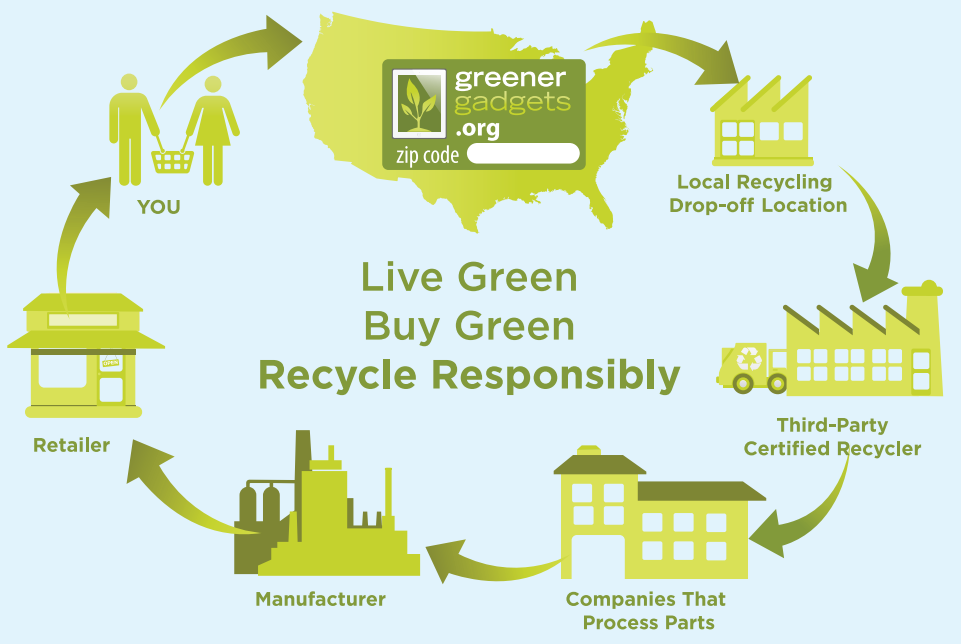 greener
gadgets
.org
zip code
YOU
Local Recycling
Drop-off Location
Live Green
Buy Green
Recycle Responsibly
OPEN
Retailer
Third-Party
Certified Recycler
Manufacturer
Companies That
Process Parts